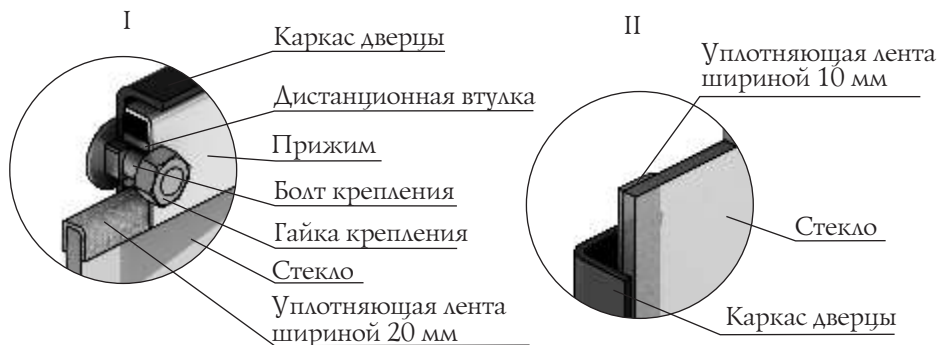 I
Каркас дверцы
Дистанционная втулка
Прижим
Болт крепления
Гайка крепления
Стекло
Уплотняющая лента
шириной 20 мм
II
Уплотняющая лента
шириной 10 мм
Стекло
Каркас дверцы